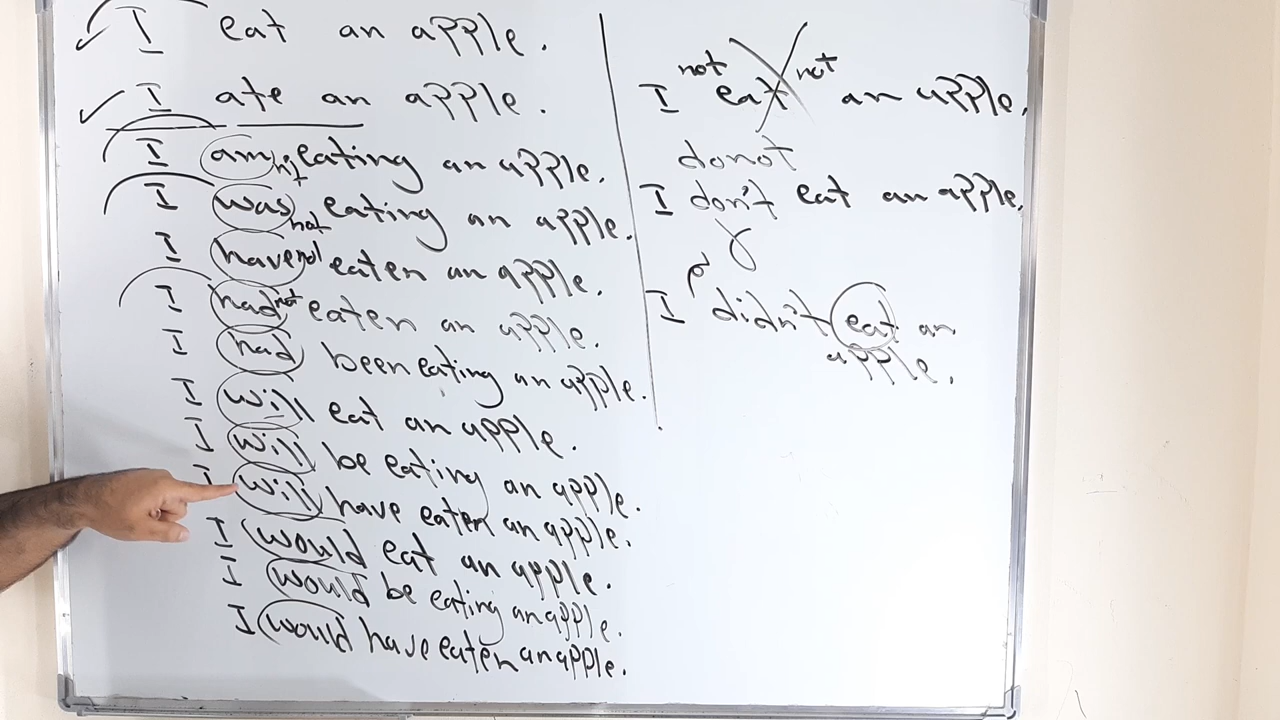 I eat an apple.
I ate an apple.
I am not eating an apple.
I was not eating an apple.
I have not eaten an apple.
I had not eaten an apple.
I had been eating an apple.
I will eat an apple.
I will be eating an apple.
I will have eaten an apple.
I would eat an apple.
I would be eating an apple.
I would have eaten an apple.
not not
I eat an apple.
do not
I don't eat an apple.
I didn't eat an
apple.